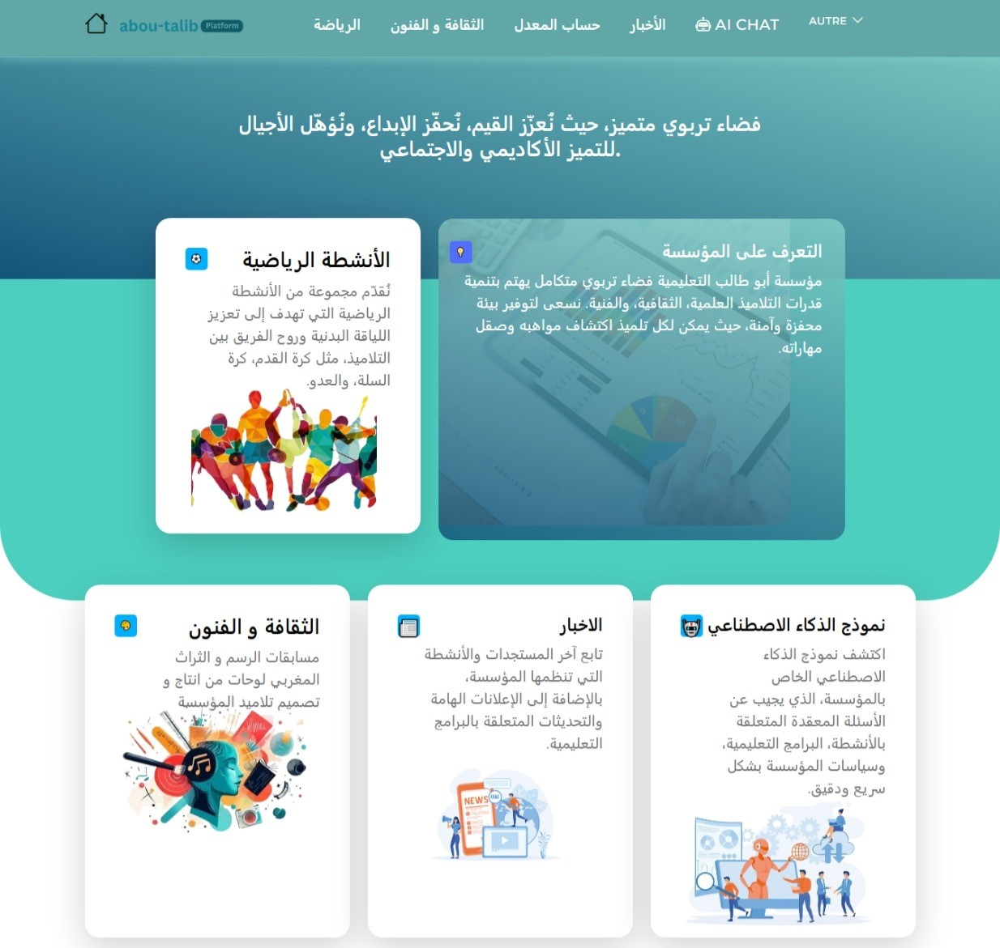 abou-talib Platform
الرياضة
الثقافة و الفنون
حساب المعدل
الأخبار
AI CHAT
AUTRE
فضاء تربوي متميز، حيث نُعزّز القيم، نُحفّز الإبداع، ونُؤهّل الأجيال
.للتميز الأكاديمي والاجتماعي
التعرف على المؤسسة
مؤسسة أبو طالب التعليمية فضاء تربوي متكامل يهتم بتنمية
قدرات التلاميذ العلمية، الثقافية، والفنية. نسعى لتوفير بيئة
محفزة وآمنة، حيث يمكن لكل تلميذ اكتشاف مواهبه وصقل
مهاراته.
الأنشطة الرياضية
نُقدّم مجموعة من الأنشطة
الرياضية التي تهدف إلى تعزيز
اللياقة البدنية وروح الفريق بين
التلاميذ، مثل كرة القدم، كرة
السلة، والعدو.
نموذج الذكاء الاصطناعي
اكتشف نموذج الذكاء
الاصطناعي الخاص
بالمؤسسة، الذي يجيب عن
الأسئلة المعقدة المتعلقة
بالأنشطة، البرامج التعليمية،
وسياسات المؤسسة بشكل
سريع ودقيق.
الاخبار
تابع آخر المستجدات والأنشطة
التي تنظمها المؤسسة،
بالإضافة إلى الإعلانات الهامة
والتحديثات المتعلقة بالبرامج
التعليمية.
NEWS
الثقافة و الفنون
مسابقات الرسم و الثراث
المغربي لوحات من انتاج و
تصميم تلاميد المؤسسة